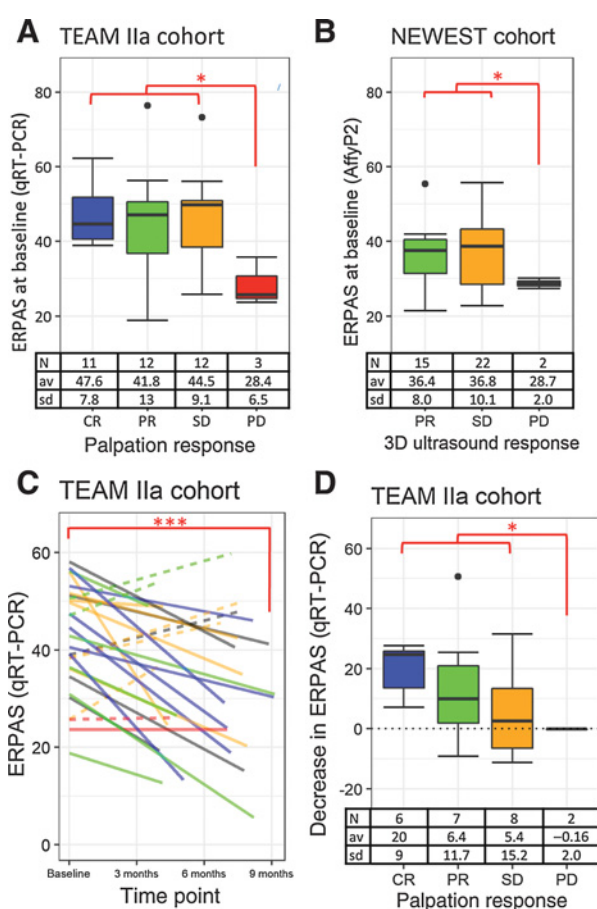 A TEAM IIa cohort
*
ERPAS at baseline (qRT-PCR)
80
60
40
20
N 11 12 12 3
av 47.6 41.8 44.5 28.4
sd 7.8 13 9.1 6.5
CR PR SD PD
Palpation response
B NEWEST cohort
*
ERPAS at baseline (AffyP2)
80
60
40
20
N 15 22 2
av 36.4 36.8 28.7
sd 8.0 10.1 2.0
PR SD PD
3D ultrasound response
C TEAM IIa cohort
***
ERPAS (qRT-PCR)
60
40
20
0
Baseline 3 months 6 months 9 months
Time point
D TEAM IIa cohort
*
Decrease in ERPAS (qRT-PCR)
60
40
20
0
-20
N 6 7 8 2
av 20 6.4 5.4 −0.16
sd 9 11.7 15.2 2.0
CR PR SD PD
Palpation response